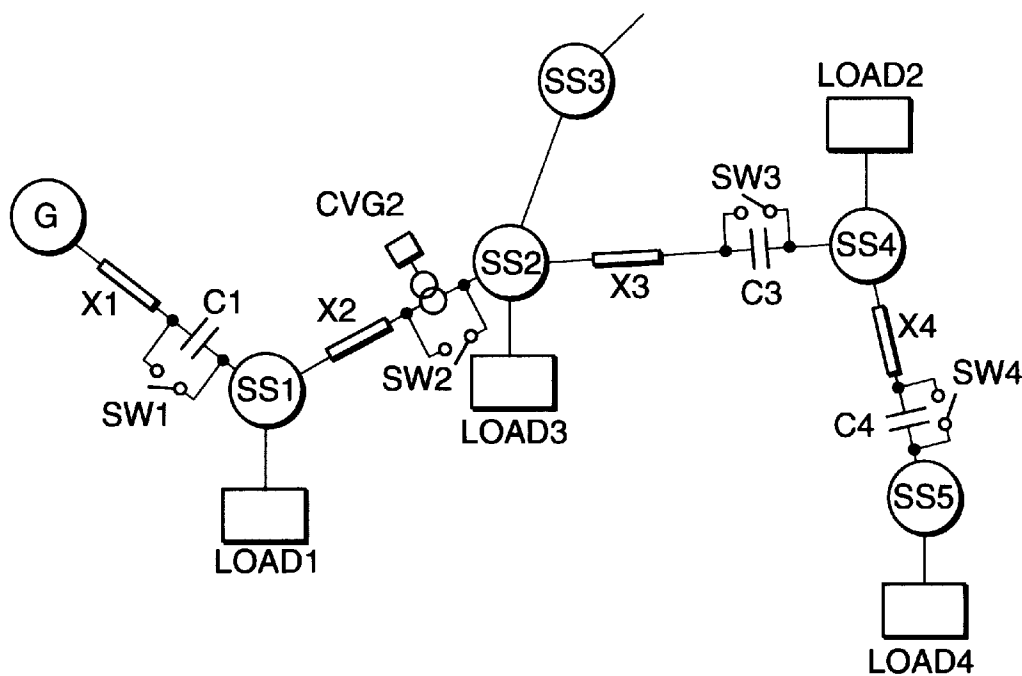 SS3
LOAD2
SW3
CVG2
G
SS2
SS4
C3
X3
X1
C1
X2
X4
SW2
SW4
SS1
SW1
C4
LOAD3
SS5
LOAD1
LOAD4